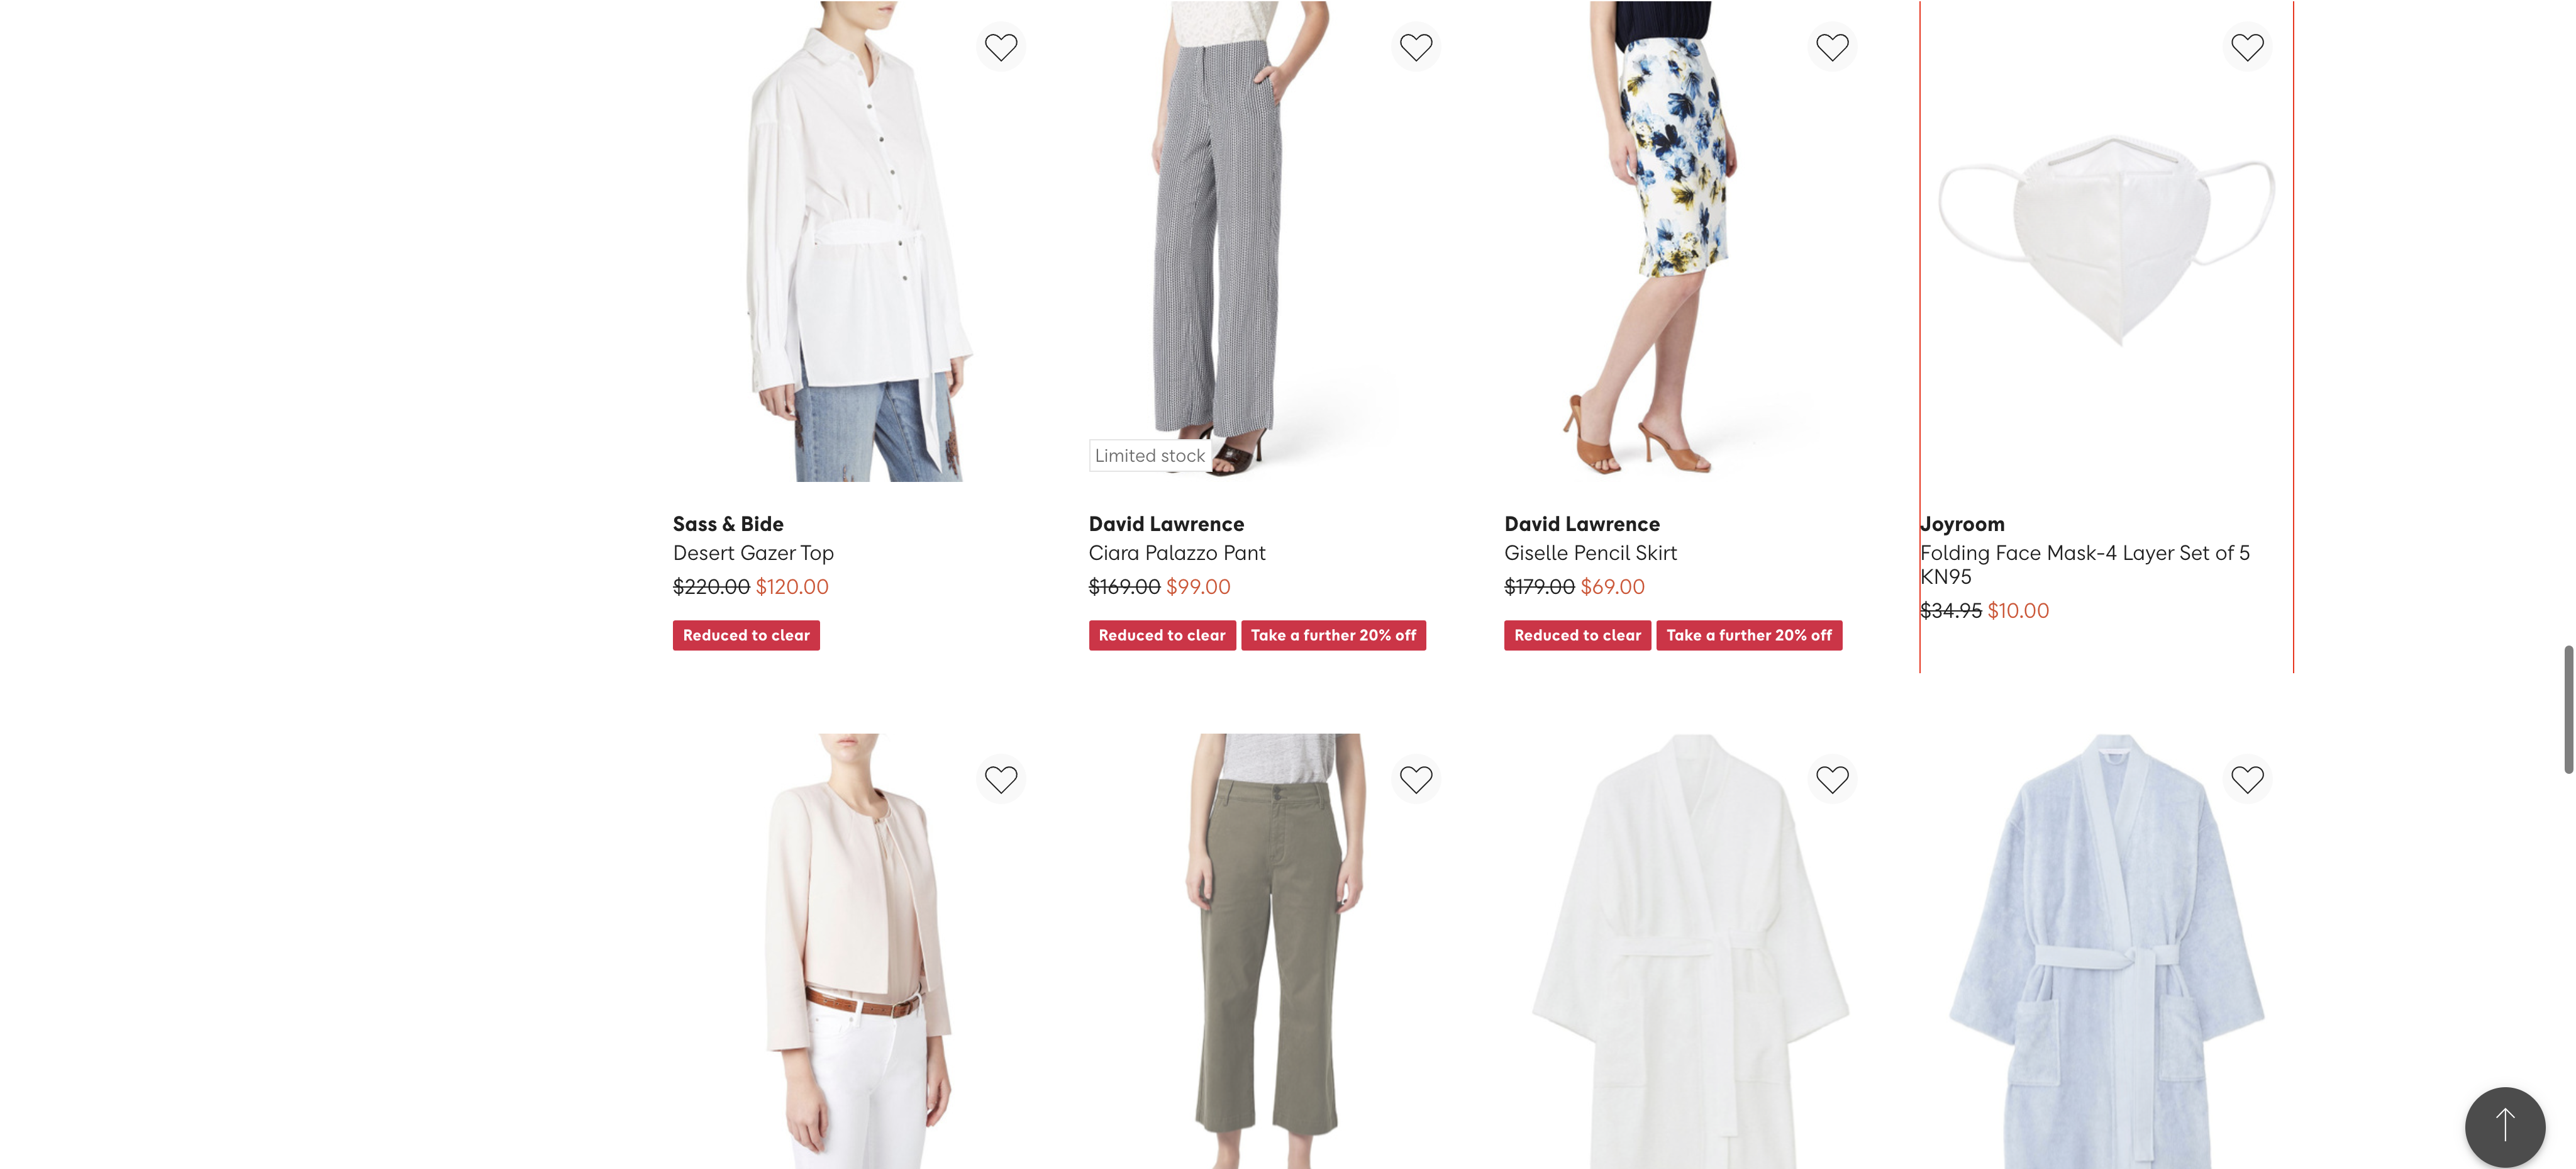 Limited stock
Sass & Bide
Desert Gazer Top
$220.00 $120.00
Reduced to clear
David Lawrence
Ciara Palazzo Pant
$169.00 $99.00
Reduced to clear Take a further 20% off
David Lawrence
Giselle Pencil Skirt
$179.00 $69.00
Reduced to clear Take a further 20% off
Joyroom
Folding Face Mask-4 Layer Set of 5
KN95
$34.95 $10.00